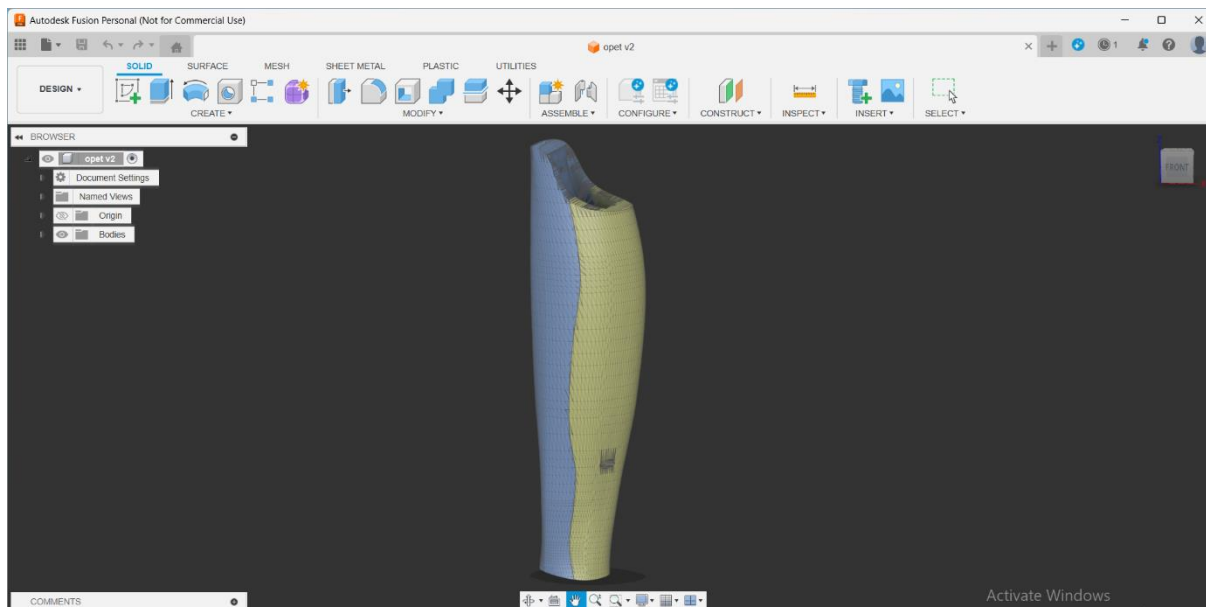 Autodesk Fusion Personal (Not for Commercial Use)
opet v2
1
SOLID SURFACE MESH SHEET METAL PLASTIC UTILITIES
DESIGN
CREATE MODIFY ASSEMBLE CONFIGURE CONSTRUCT INSPECT INSERT SELECT
BROWSER
opet v2
Document Settings
Named Views
Origin
Bodies
FRONT
COMMENTS
Activate Windows